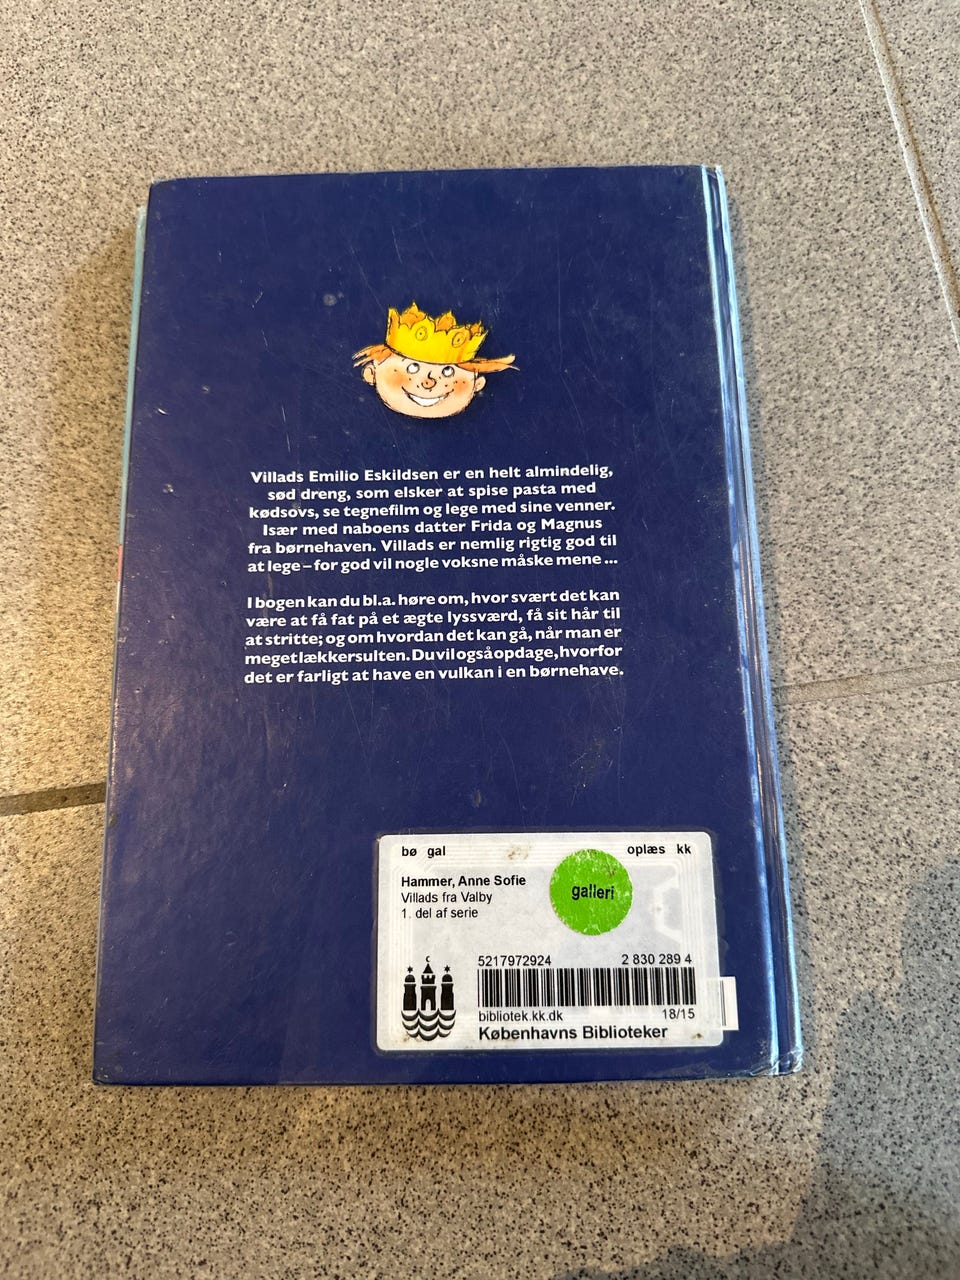 Villads Emilio Eskildsen er en helt almindelig,
sød dreng, som elsker at spise pasta med
kødsovs, se tegnefilm og lege med sine venner.
Især med naboens datter Frida og Magnus
fra børnehaven. Villads er nemlig rigtig god til
at lege – for god vil nogle voksne måske mene ...
I bogen kan du bl.a. høre om, hvor svært det kan
være at få fat på et ægte lyssværd, få sit hår til
at stritte; og om hvordan det kan gå, når man er
meget lækkersulten. Du vil også opdage, hvorfor
det er farligt at have en vulkan i en børnehave.
bø gal oplæs kk
Hammer, Anne Sofie
Villads fra Valby
1. del af serie
galleri
5217972924 2 830 289 4
bibliotek.kk.dk 18/15
Københavns Biblioteker